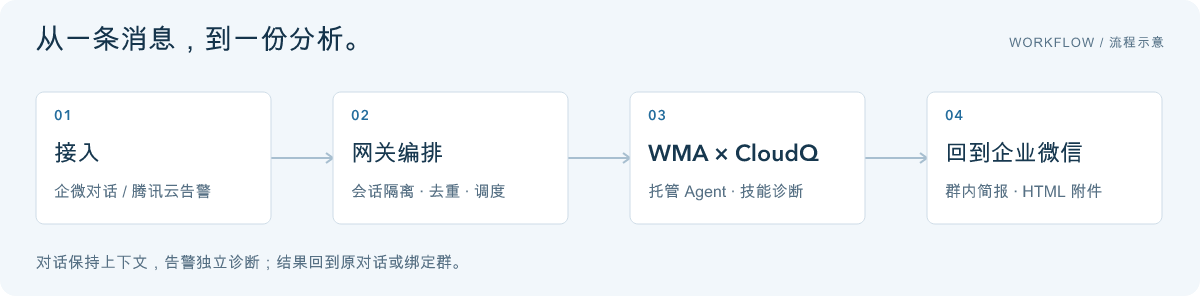 从一条消息，到一份分析。
WORKFLOW / 流程示意
01
接入
企微对话 / 腾讯云告警
02
网关编排
会话隔离 · 去重 · 调度
03
WMA × CloudQ
托管 Agent · 技能诊断
04
回到企业微信
群内简报 · HTML 附件
对话保持上下文，告警独立诊断；结果回到原对话或绑定群。